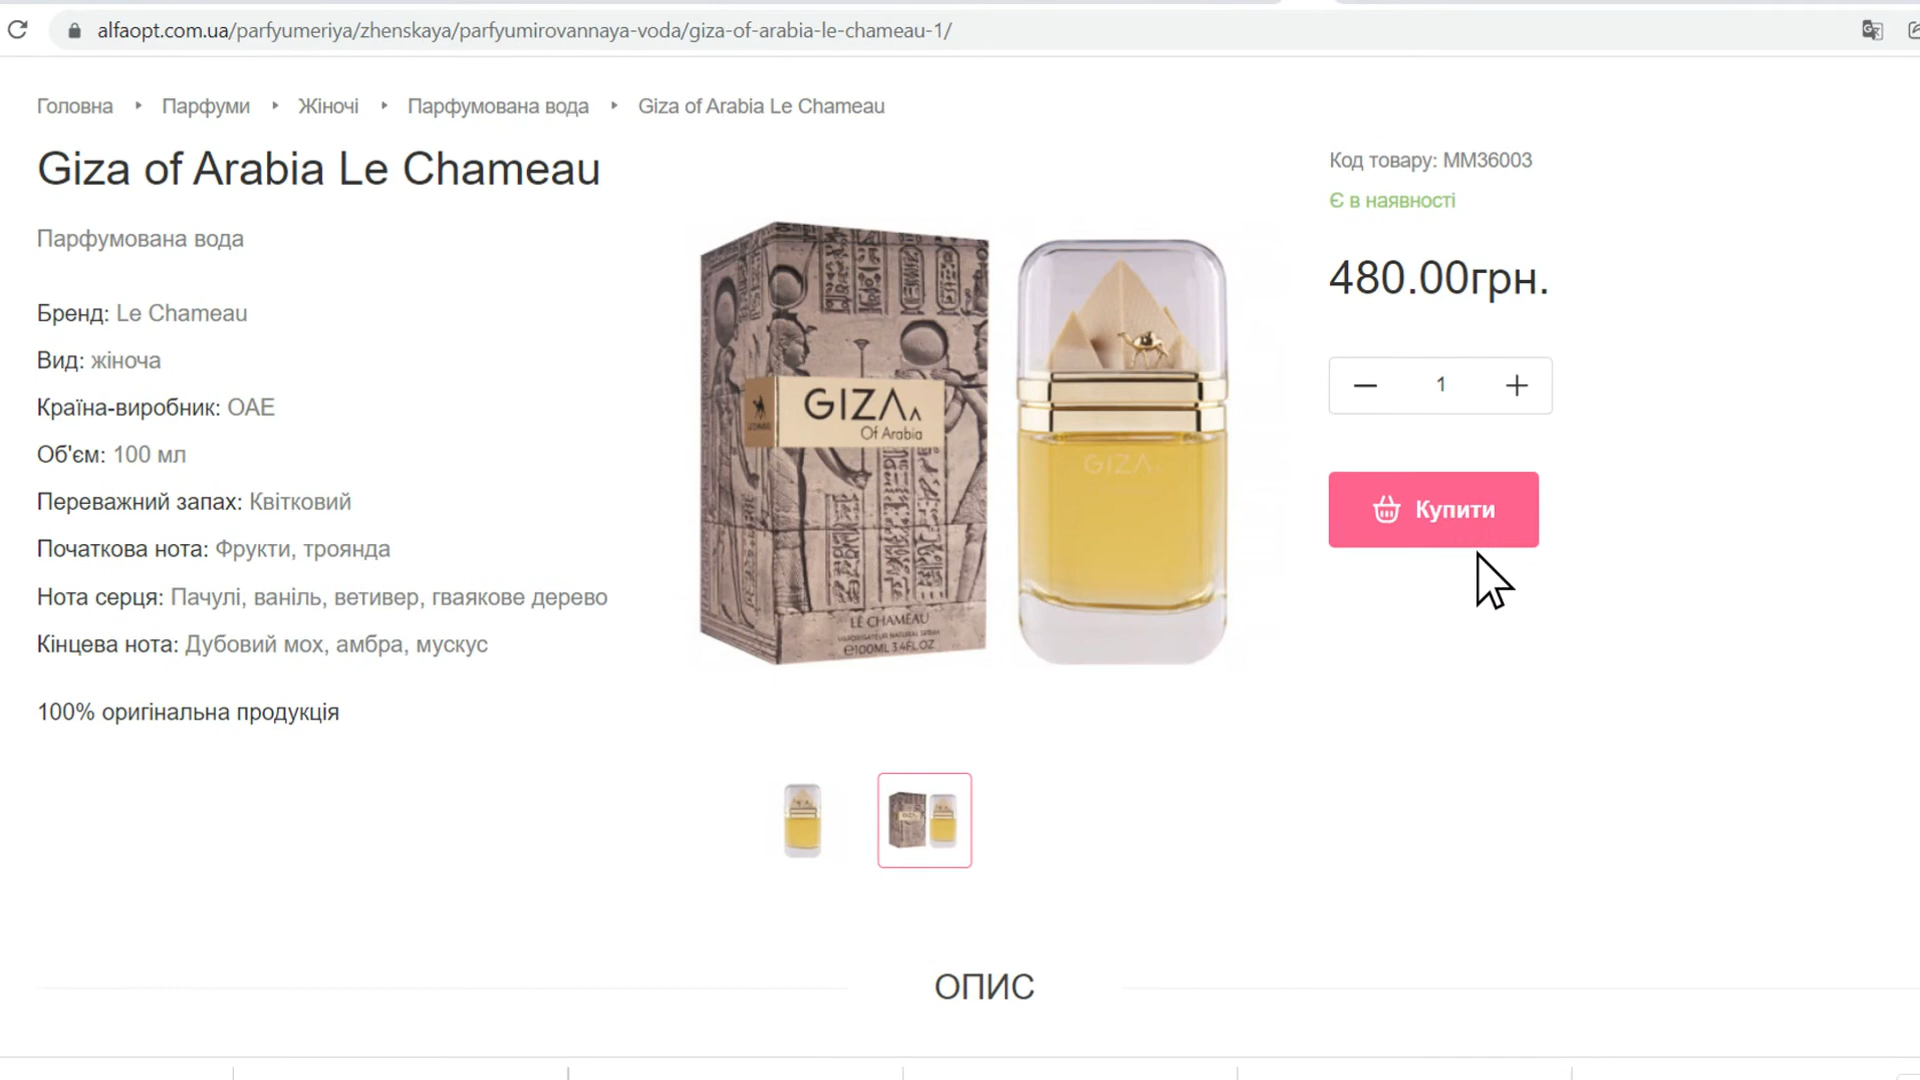 alfaopt.com.ua/parfyumeriya/zhenskaya/parfyumirovannaya-voda/giza-of-arabia-le-chameau-1/
Головна ‣ Парфуми ‣ Жіночі ‣ Парфумована вода ‣ Giza of Arabia Le Chameau
Giza of Arabia Le Chameau
Парфумована вода
Бренд: Le Chameau
Вид: жіноча
Країна-виробник: ОАЕ
Об'єм: 100 мл
Переважний запах: Квітковий
Початкова нота: Фрукти, троянда
Нота серця: Пачулі, ваніль, ветивер, гваякове дерево
Кінцева нота: Дубовий мох, амбра, мускус
100% оригінальна продукція
GIZA
Of Arabia
LE CHAMEAU
VAPORISATEUR NATURAL SPRAY
℮100ML 3.4FL.OZ
GIZA
Код товару: MM36003
Є в наявності
480.00грн.
1
Купити
ОПИС